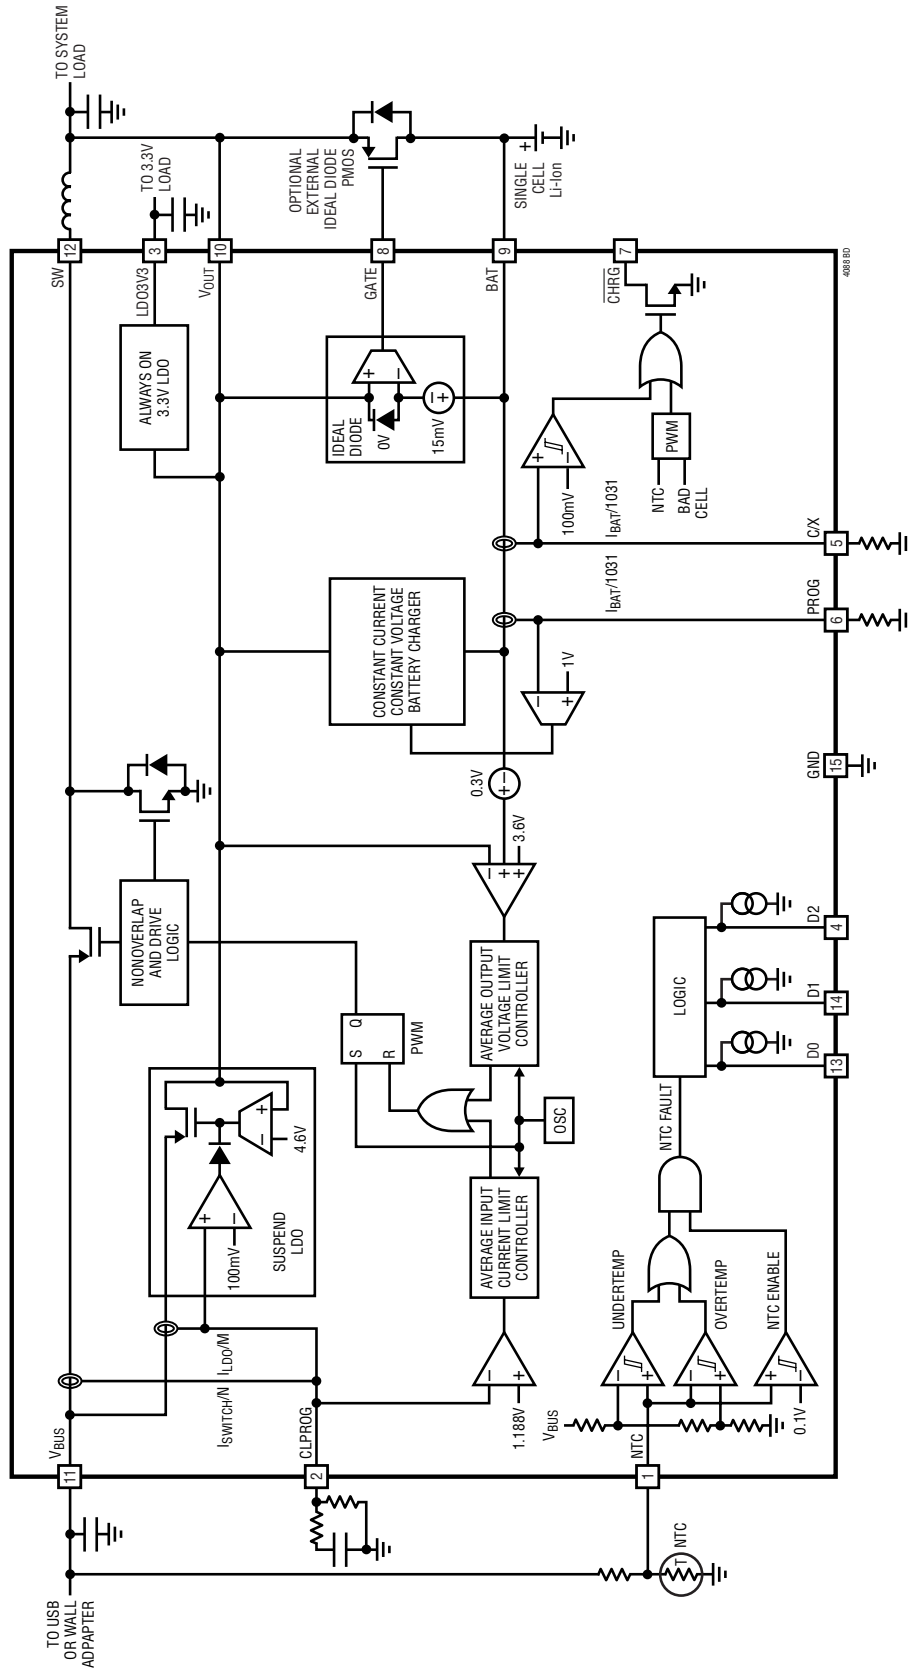 TO USB
OR WALL
ADPAPTER
11
VBUS
ISWITCH/N
ILDO/M
2
CLPROG
100mV
+
–
SUSPEND
LDO
4.6V
–
+
NONOVERLAP
AND DRIVE
LOGIC
S
Q
R
PWM
1.188V
–
+
AVERAGE INPUT
CURRENT LIMIT
CONTROLLER
OSC
AVERAGE OUTPUT
VOLTAGE LIMIT
CONTROLLER
–
+
+
3.6V
0.3V
+
–
CONSTANT CURRENT
CONSTANT VOLTAGE
BATTERY CHARGER
–
+
1V
IBAT/1031
IBAT/1031
ALWAYS ON
3.3V LDO
IDEAL
DIODE
0V
15mV
+
–
–
+
100mV
+
–
NTC
BAD
CELL
PWM
SW
12
LDO3V3
3
TO 3.3V
LOAD
VOUT
10
GATE
8
BAT
9
CHRG
7
TO SYSTEM
LOAD
OPTIONAL
EXTERNAL
IDEAL DIODE
PMOS
+
SINGLE
CELL
Li-Ion
VBUS
NTC
1
T
NTC
–
+
UNDERTEMP
–
+
OVERTEMP
+
–
0.1V
NTC ENABLE
NTC FAULT
LOGIC
D0
13
D1
14
D2
4
GND
15
PROG
6
C/X
5
4088 BD